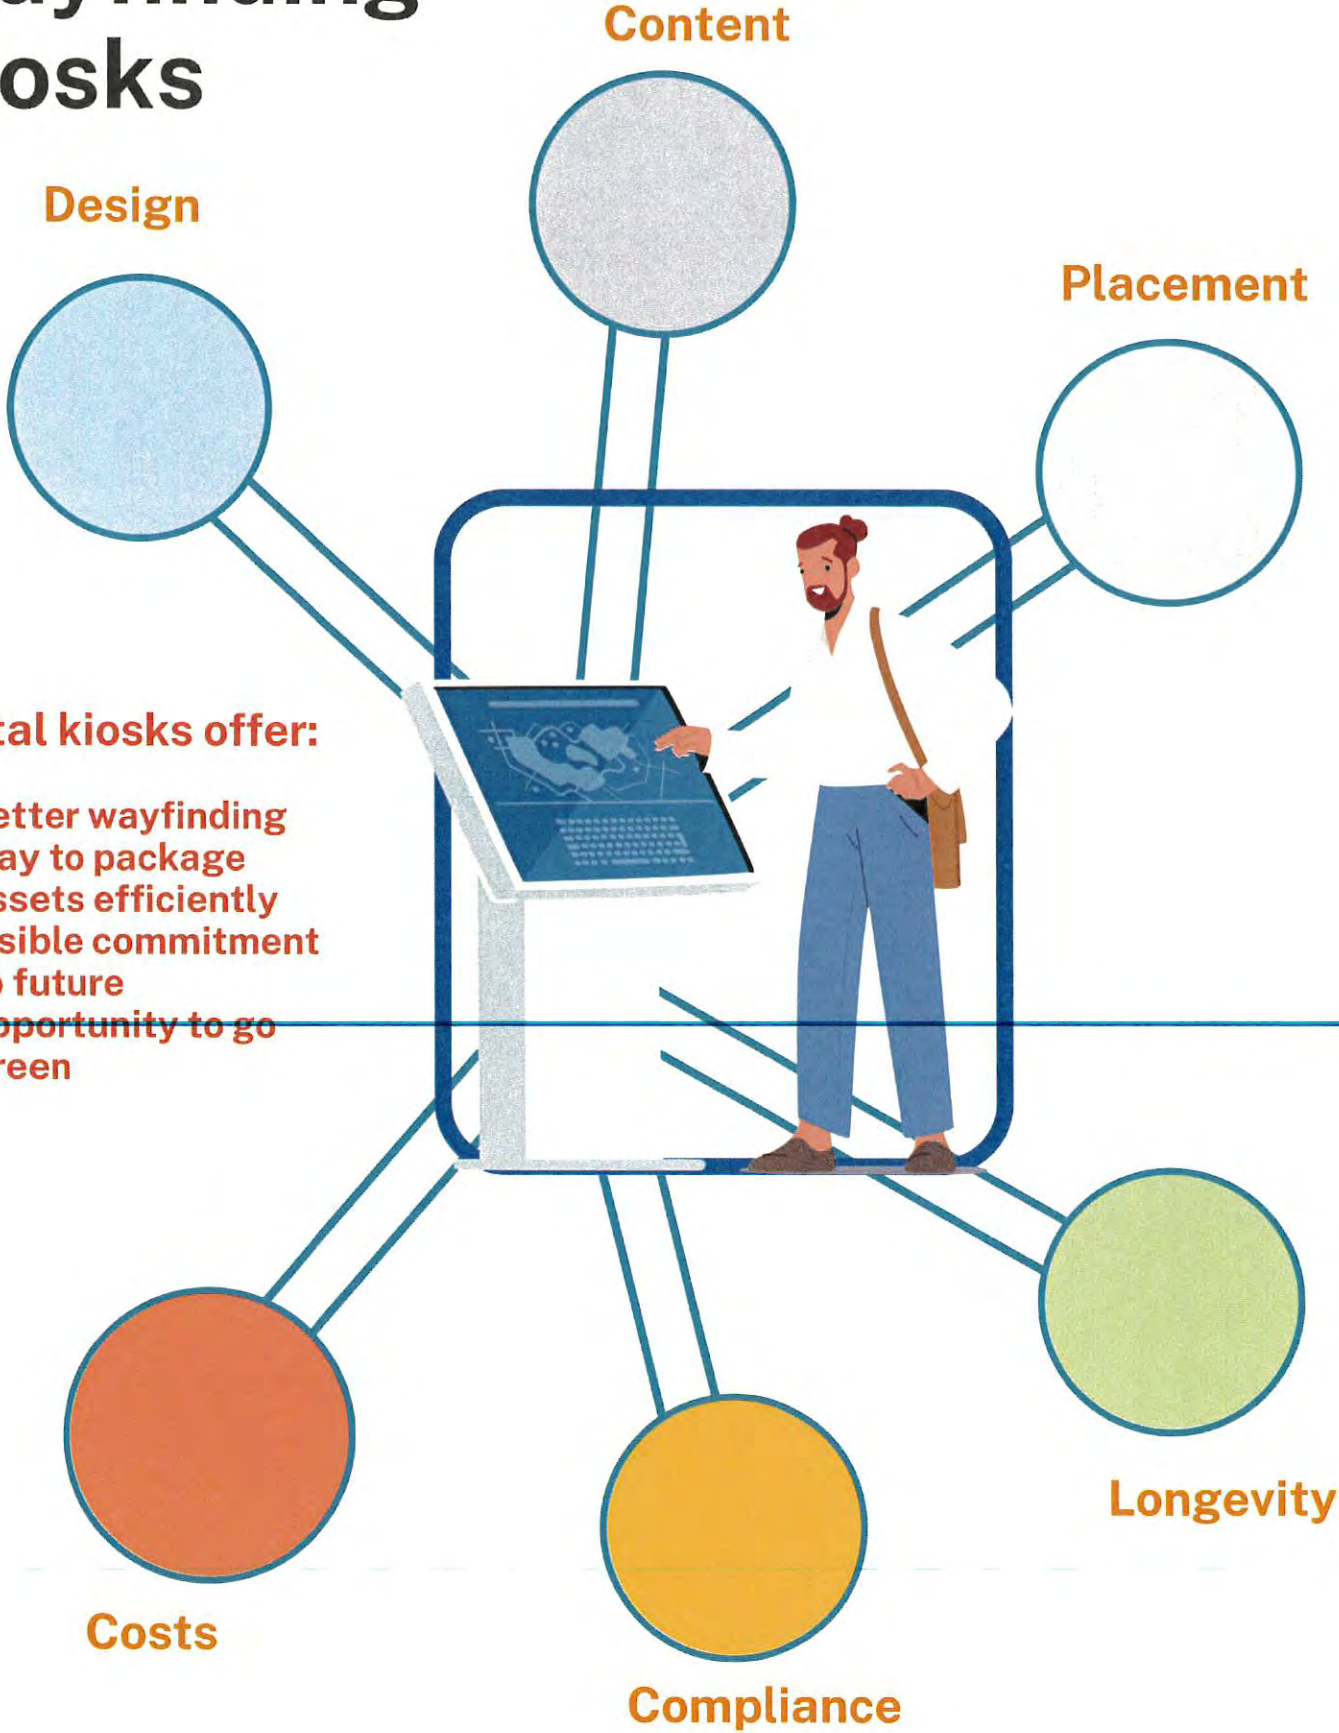 ayfinding
osks
Content
Design
Placement
tal kiosks offer:
etter wayfinding
ay to package
ssets efficiently
sible commitment
o future
pportunity to go
reen
Longevity
Costs
Compliance